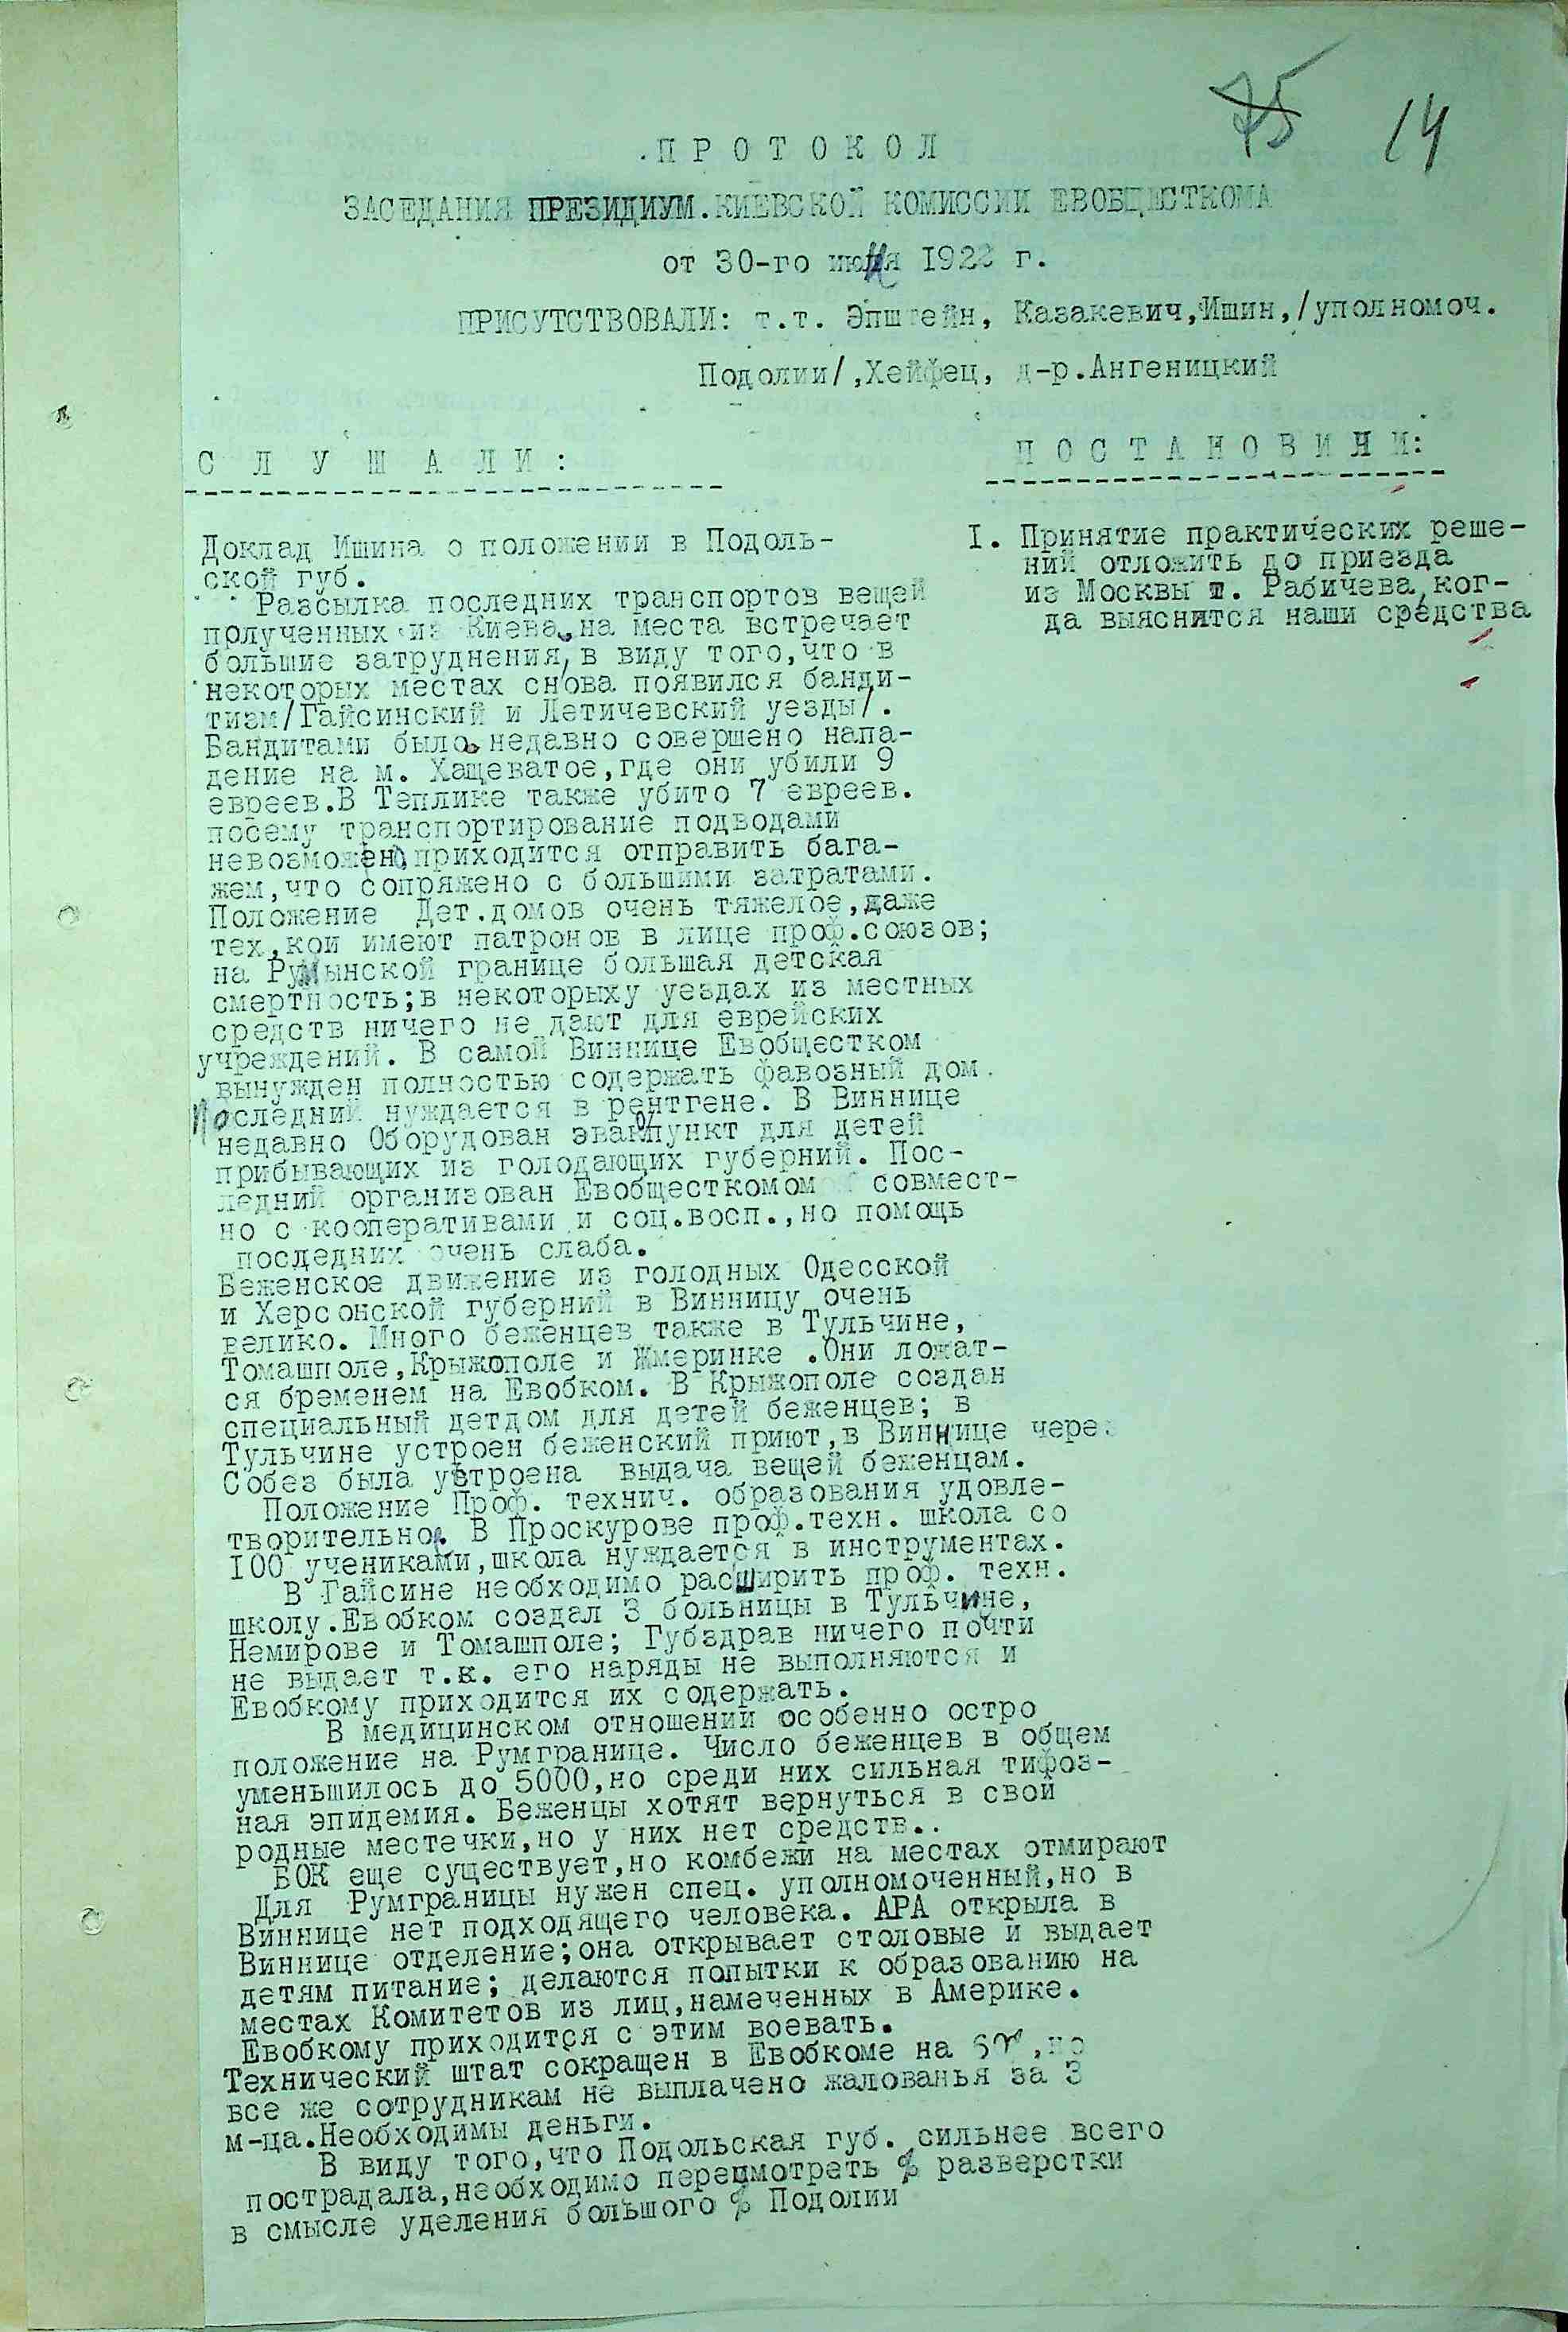 75 14
.ПРОТОКОЛ
ЗАСЕДАНИЯ ПРЕЗИДИУМ.КИЕВСКОЙ КОМИССИИ ЕВОБЩЕСТКОМА
от 30-го 1922 г.
ПРИСУТСТВОВАЛИ: т.т. Эпштейн, Казакевич,Ишин,/уполномоч.
Подолии/,Хейфец, д-р.Ангеницкий
СЛУШАЛИ:
Доклад Ишина о положении в Подоль-
ской губ.
Разсылка последних транспортов вещей
полученных из Киева,на места встречает
большие затруднения,в виду того,что в
некоторых местах снова появился банди-
тизм/Гайсинский и Летичевский уезды/.
Бандитами было недавно совершено напа-
дение на м. Хащеватое,где они убили 9
евреев.В Теплике также убито 7 евреев.
посему транспортирование подводами
невозможно,приходится отправить бага-
жем,что сопряжено с большими затратами.
Положение Дет.домов очень тяжелое,даже
тех,кои имеют патронов в лице проф.союзов;
на Румынской границе большая детская
смертность;в некоторыху уездах из местных
средств ничего не дают для еврейских
учреждений. В самой Виннице Евобщестком
вынужден полностью содержать фавозный дом.
Последний нуждается в рентгене. В Виннице
недавно Оборудован эвакопункт для детей
прибывающих из голодающих губерний. Пос-
ледний организован Евобщесткомом совмест-
но с кооперативами и соц.восп.,но помощь
последних очень слаба.
Беженское движение из голодных Одесской
и Херсонской губерний в Винницу очень
велико. Много беженцев также в Тульчине,
Томашполе,Крыжополе и Жмеринке .Они ложат-
ся бременем на Евобком. В Крыжополе создан
специальный детдом для детей беженцев; в
Тульчине устроен беженский приют,в Виннице через
Собез была устроена выдача вещей беженцам.
Положение Проф. технич. образования удовле-
творительно. В Проскурове проф.техн. школа со
100 учениками,школа нуждается в инструментах.
В Гайсине необходимо расширить проф. техн.
школу.Евобком создал 3 больницы в Тульчине,
Немирове и Томашполе; Губздрав ничего почти
не выдает т.к. его наряды не выполняются и
Евобкому приходится их содержать.
В медицинском отношении особенно остро
положение на Румгранице. Число беженцев в общем
уменьшилось до 5000,но среди них сильная тифоз-
ная эпидемия. Беженцы хотят вернуться в свои
родные местечки,но у них нет средств..
БОК еще существует,но комбежи на местах отмирают
Для Румграницы нужен спец. уполномоченный,но в
Виннице нет подходящего человека. АРА открыла в
Виннице отделение;она открывает столовые и выдает
детям питание; делаются попытки к образованию на
местах Комитетов из лиц,намеченных в Америке.
Евобкому приходится с этим воевать.
Технический штат сокращен в Евобкоме на ,но
все же сотрудникам не выплачено жалованья за 3
м-ца.Необходимы деньги.
В виду того,что Подольская губ. сильнее всего
пострадала,необходимо пересмотреть % разверстки
в смысле уделения большого % Подолии
ПОСТАНОВИЛИ:
I. Принятие практических реше-
ний отложить до приезда
из Москвы т. Рабичева,ког-
да выяснятся наши средства